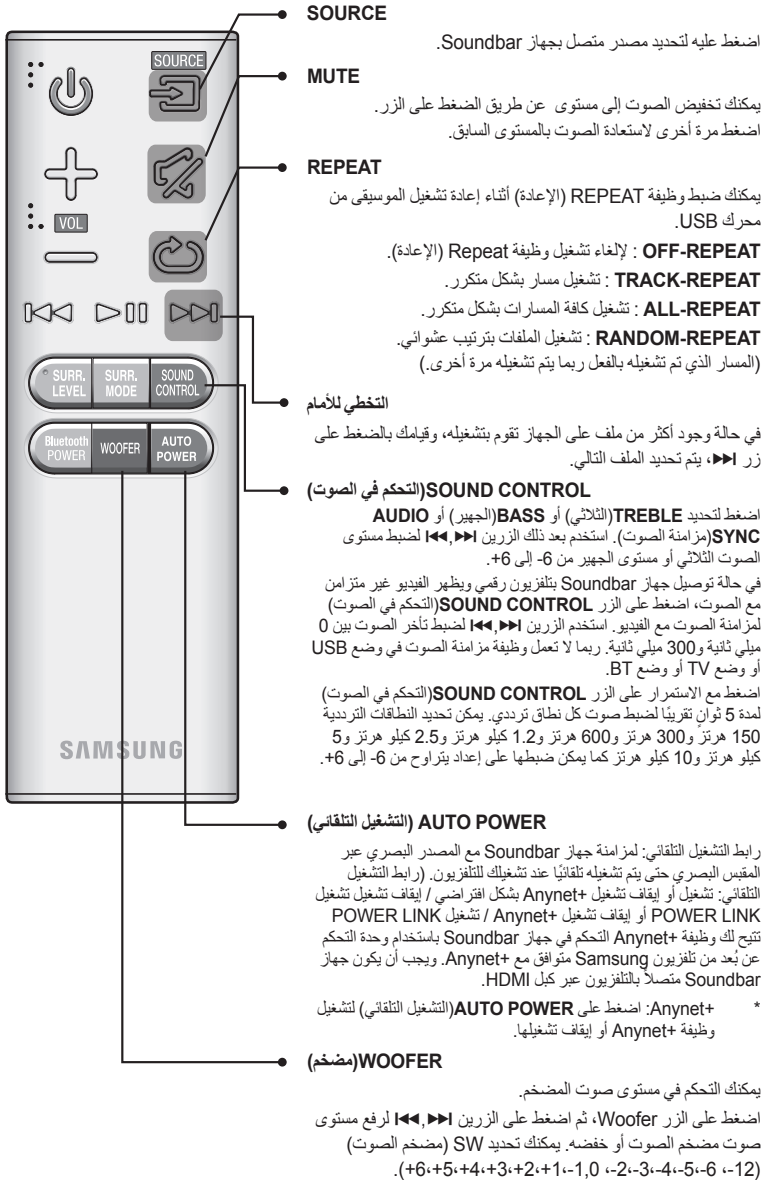 SOURCE
اضغط عليه لتحديد مصدر متصل بجهاز Soundbar.
MUTE
يمكنك تخفيض الصوت إلى مستوى عن طريق الضغط على الزر.
اضغط مرة أخرى لاستعادة الصوت بالمستوى السابق.
REPEAT
يمكنك ضبط وظيفة REPEAT (الإعادة) أثناء إعادة تشغيل الموسيقى من
محرك USB.
OFF-REPEAT : لإلغاء تشغيل وظيفة Repeat (الإعادة).
TRACK-REPEAT : تشغيل مسار بشكل متكرر.
ALL-REPEAT : تشغيل كافة المسارات بشكل متكرر.
RANDOM-REPEAT : تشغيل الملفات بترتيب عشوائي.
(المسار الذي تم تشغيله بالفعل ربما يتم تشغيله مرة أخرى.)
التخطي للأمام
في حالة وجود أكثر من ملف على الجهاز تقوم بتشغيله، وقيامك بالضغط على
زر ⏭، يتم تحديد الملف التالي.
SOUND CONTROL(التحكم في الصوت)
اضغط لتحديد TREBLE(الثلاثي) أو BASS(الجهير) أو AUDIO
SYNC(مزامنة الصوت). استخدم بعد ذلك الزرين ⏮,⏭ لضبط مستوى
الصوت الثلاثي أو مستوى الجهير من 6- إلى 6+.
في حالة توصيل جهاز Soundbar بتلفزيون رقمي ويظهر الفيديو غير متزامن
مع الصوت، اضغط على الزر SOUND CONTROL(التحكم في الصوت)
لمزامنة الصوت مع الفيديو. استخدم الزرين ⏮,⏭ لضبط تأخر الصوت بين 0
ميلي ثانية و300 ميلي ثانية. ربما لا تعمل وظيفة مزامنة الصوت في وضع USB
أو وضع TV أو وضع BT.
اضغط مع الاستمرار على الزر SOUND CONTROL(التحكم في الصوت)
لمدة 5 ثوانٍ تقريبًا لضبط صوت كل نطاق ترددي. يمكن تحديد النطاقات الترددية
150 هرتز و300 هرتز و600 هرتز و1.2 كيلو هرتز و2.5 كيلو هرتز و5
كيلو هرتز و10 كيلو هرتز كما يمكن ضبطها على إعداد يتراوح من 6- إلى 6+.
AUTO POWER (التشغيل التلقائي)
رابط التشغيل التلقائي: لمزامنة جهاز Soundbar مع المصدر البصري عبر
المقبس البصري حتى يتم تشغيله تلقائيًا عند تشغيلك للتلفزيون. (رابط التشغيل
التلقائي: تشغيل أو إيقاف تشغيل +Anynet بشكل افتراضي / إيقاف تشغيل تشغيل
POWER LINK أو إيقاف تشغيل +Anynet / تشغيل POWER LINK
تتيح لك وظيفة +Anynet التحكم في جهاز Soundbar باستخدام وحدة التحكم
عن بُعد من تلفزيون Samsung متوافق مع +Anynet. ويجب أن يكون جهاز
Soundbar متصلاً بالتلفزيون عبر كبل HDMI.
* +Anynet: اضغط على AUTO POWER(التشغيل التلقائي) لتشغيل
وظيفة +Anynet أو إيقاف تشغيلها.
WOOFER(مضخم)
يمكنك التحكم في مستوى صوت المضخم.
اضغط على الزر Woofer، ثم اضغط على الزرين ⏮,⏭ لرفع مستوى
صوت مضخم الصوت أو خفضه. يمكنك تحديد SW (مضخم الصوت)
(12-، 6-،5-،4-،3-،2-، 1,0-،1+،2+،3+،4+،5+،6+).
SOURCE
VOL
SURR. LEVEL
SURR. MODE
SOUND CONTROL
Bluetooth POWER
WOOFER
AUTO POWER
SAMSUNG